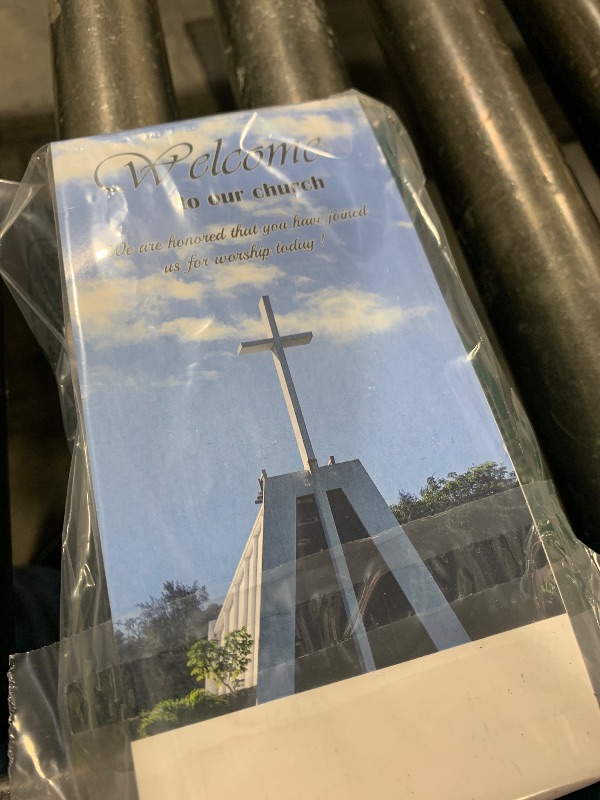 Welcome
to our church
We are honored that you have joined
us for worship today !